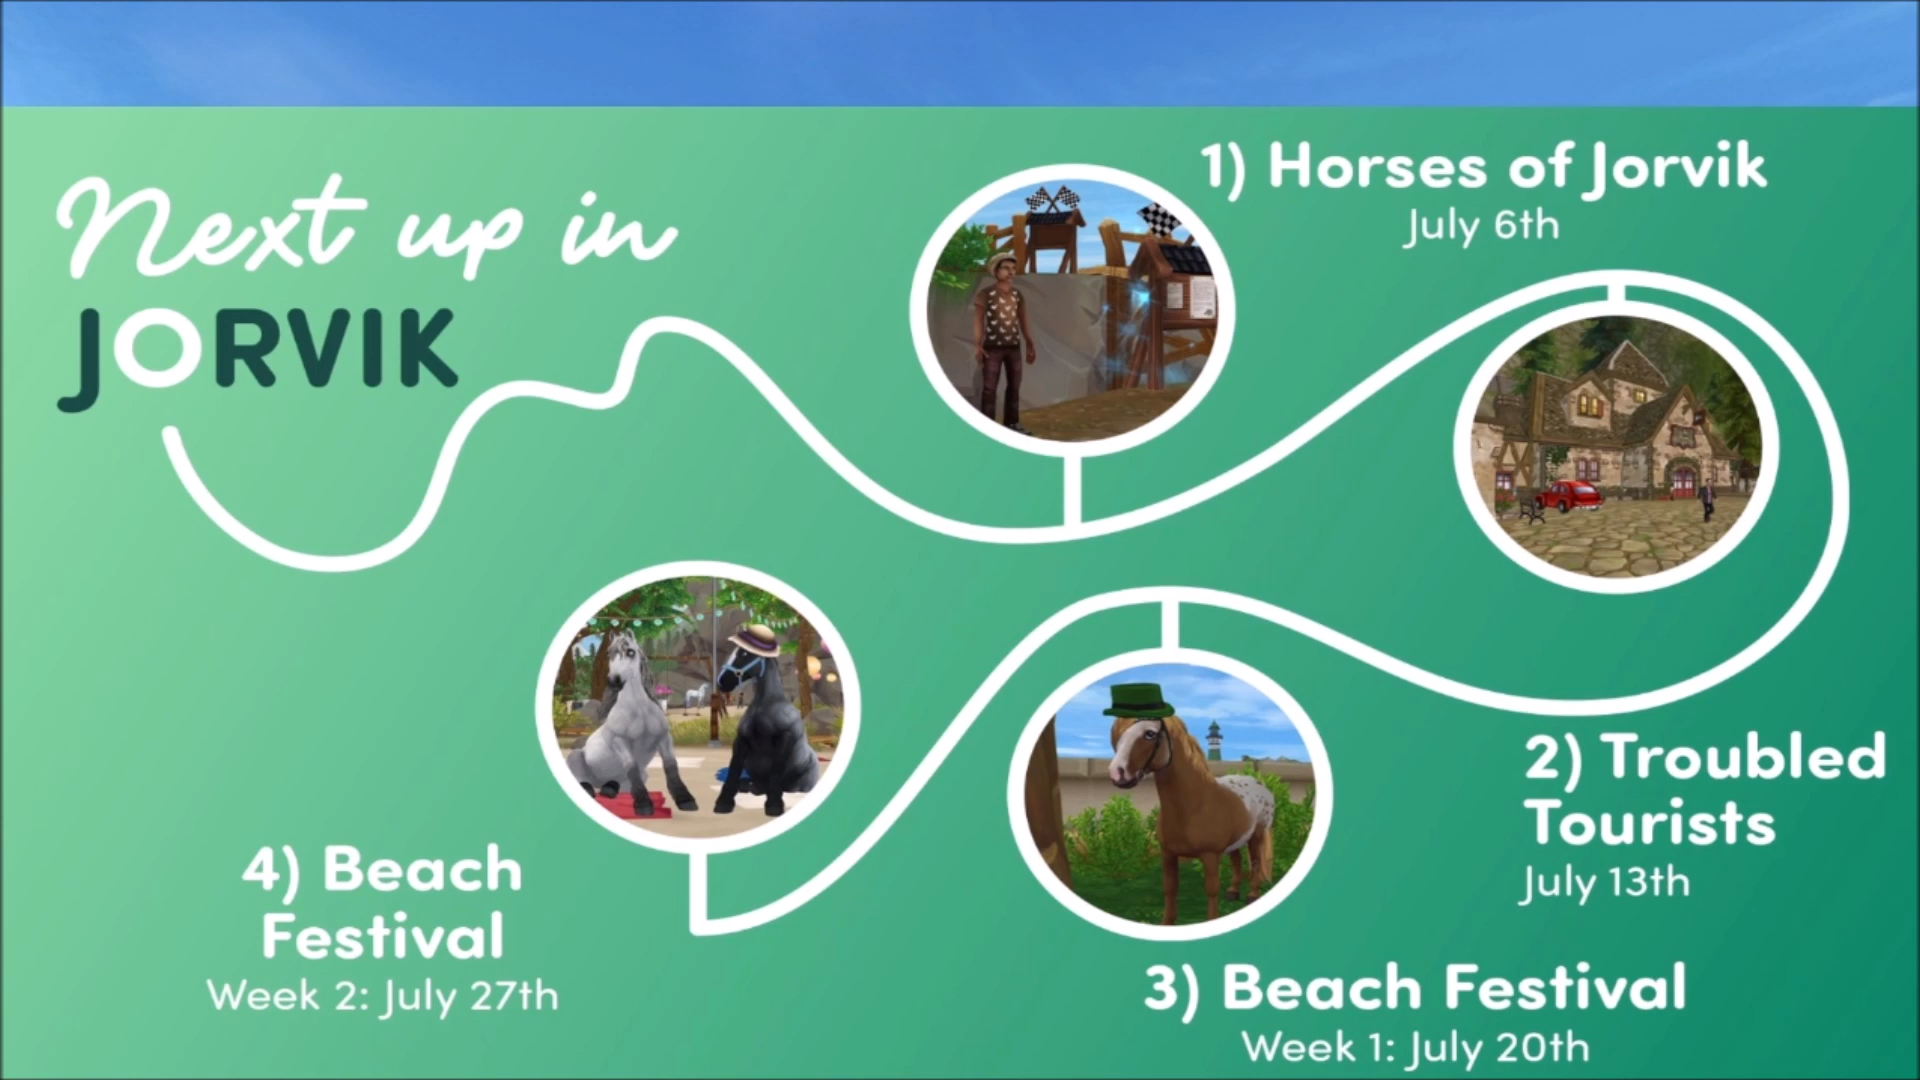 Next up in
JORVIK
1) Horses of Jorvik
July 6th
2) Troubled
Tourists
July 13th
3) Beach Festival
Week 1: July 20th
4) Beach
Festival
Week 2: July 27th